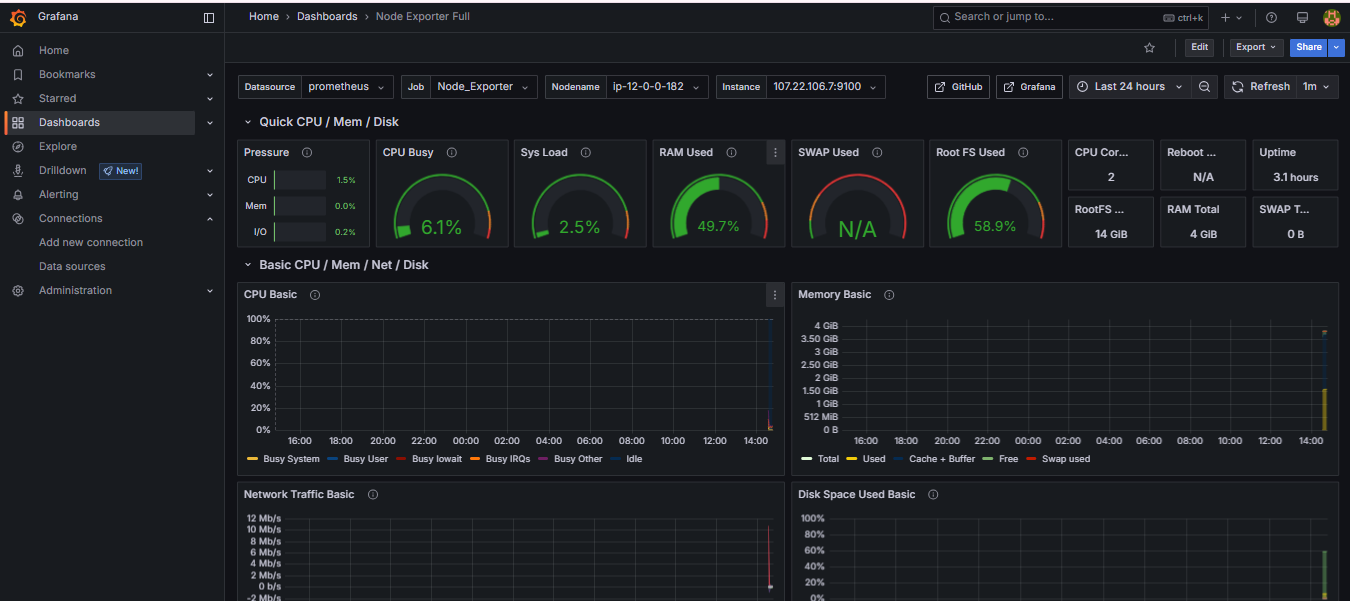 Grafana
Home › Dashboards › Node Exporter Full
Search or jump to... ctrl+k
Edit Export Share
Home
Bookmarks
Starred
Dashboards
Explore
Drilldown New!
Alerting
Connections
Add new connection
Data sources
Administration
Datasource prometheus Job Node_Exporter Nodename ip-12-0-0-182 Instance 107.22.106.7:9100 GitHub Grafana Last 24 hours Refresh 1m
Quick CPU / Mem / Disk
Pressure
CPU 1.5%
Mem 0.0%
I/O 0.2%
CPU Busy
6.1%
Sys Load
2.5%
RAM Used
49.7%
SWAP Used
N/A
Root FS Used
58.9%
CPU Cor...
2
Reboot ...
N/A
Uptime
3.1 hours
RootFS ...
14 GiB
RAM Total
4 GiB
SWAP T...
0 B
Basic CPU / Mem / Net / Disk
CPU Basic
100%
80%
60%
40%
20%
0%
16:00 18:00 20:00 22:00 00:00 02:00 04:00 06:00 08:00 10:00 12:00 14:00
Busy System Busy User Busy Iowait Busy IRQs Busy Other Idle
Memory Basic
4 GiB
3.50 GiB
3 GiB
2.50 GiB
2 GiB
1.50 GiB
1 GiB
512 MiB
0 B
16:00 18:00 20:00 22:00 00:00 02:00 04:00 06:00 08:00 10:00 12:00 14:00
Total Used Cache + Buffer Free Swap used
Network Traffic Basic
12 Mb/s
10 Mb/s
8 Mb/s
6 Mb/s
4 Mb/s
2 Mb/s
0 b/s
-2 Mb/s
Disk Space Used Basic
100%
80%
60%
40%
20%
0%